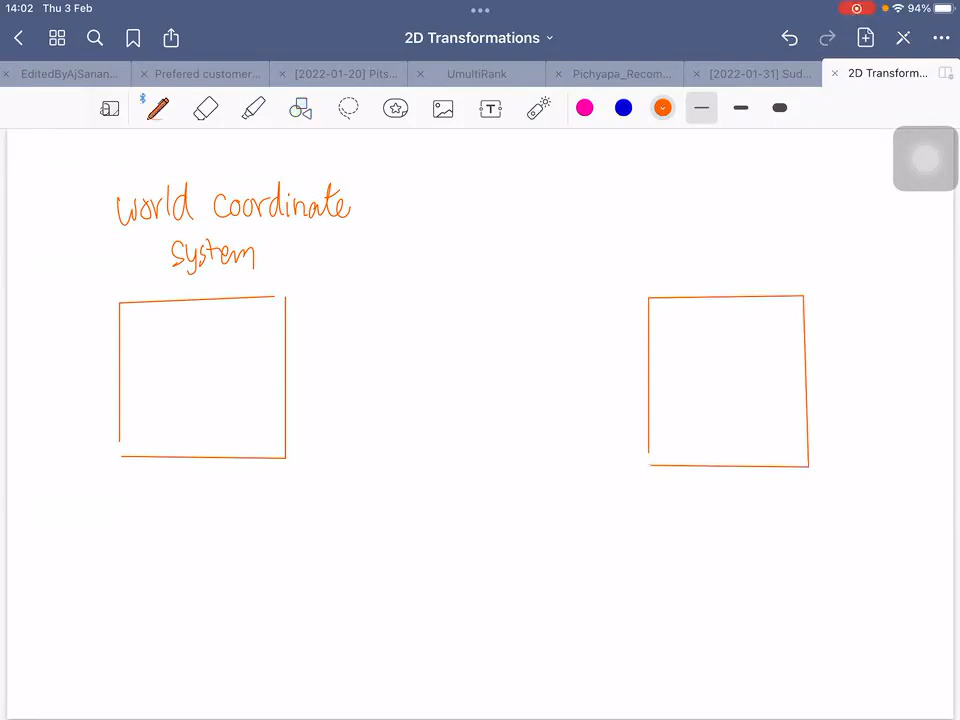 14:02 Thu 3 Feb
94%
2D Transformations
EditedByAjSanan...
Prefered customer...
[2022-01-20] Pits...
UmultiRank
Pichyapa_Recom...
[2022-01-31] Sud...
2D Transform...
T
World coordinate
system